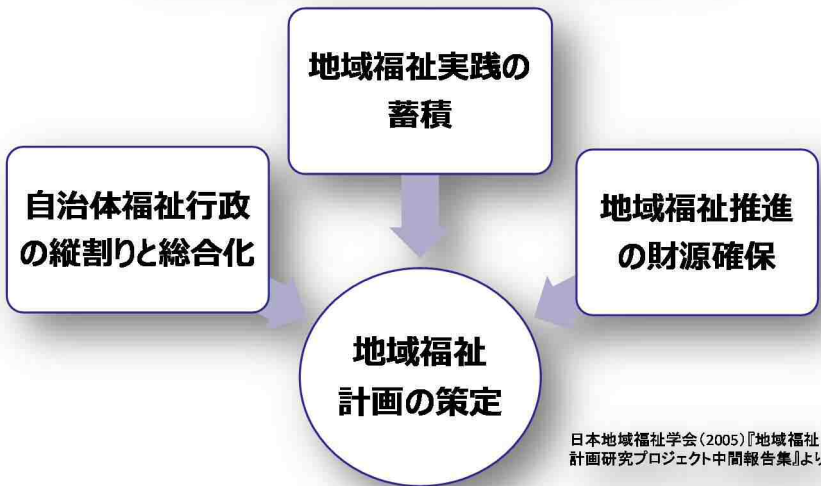 地域福祉実践の
蓄積
自治体福祉行政
の縦割りと総合化
地域福祉推進
の財源確保
地域福祉
計画の策定
日本地域福祉学会(2005)『地域福祉
計画研究プロジェクト中間報告集』より